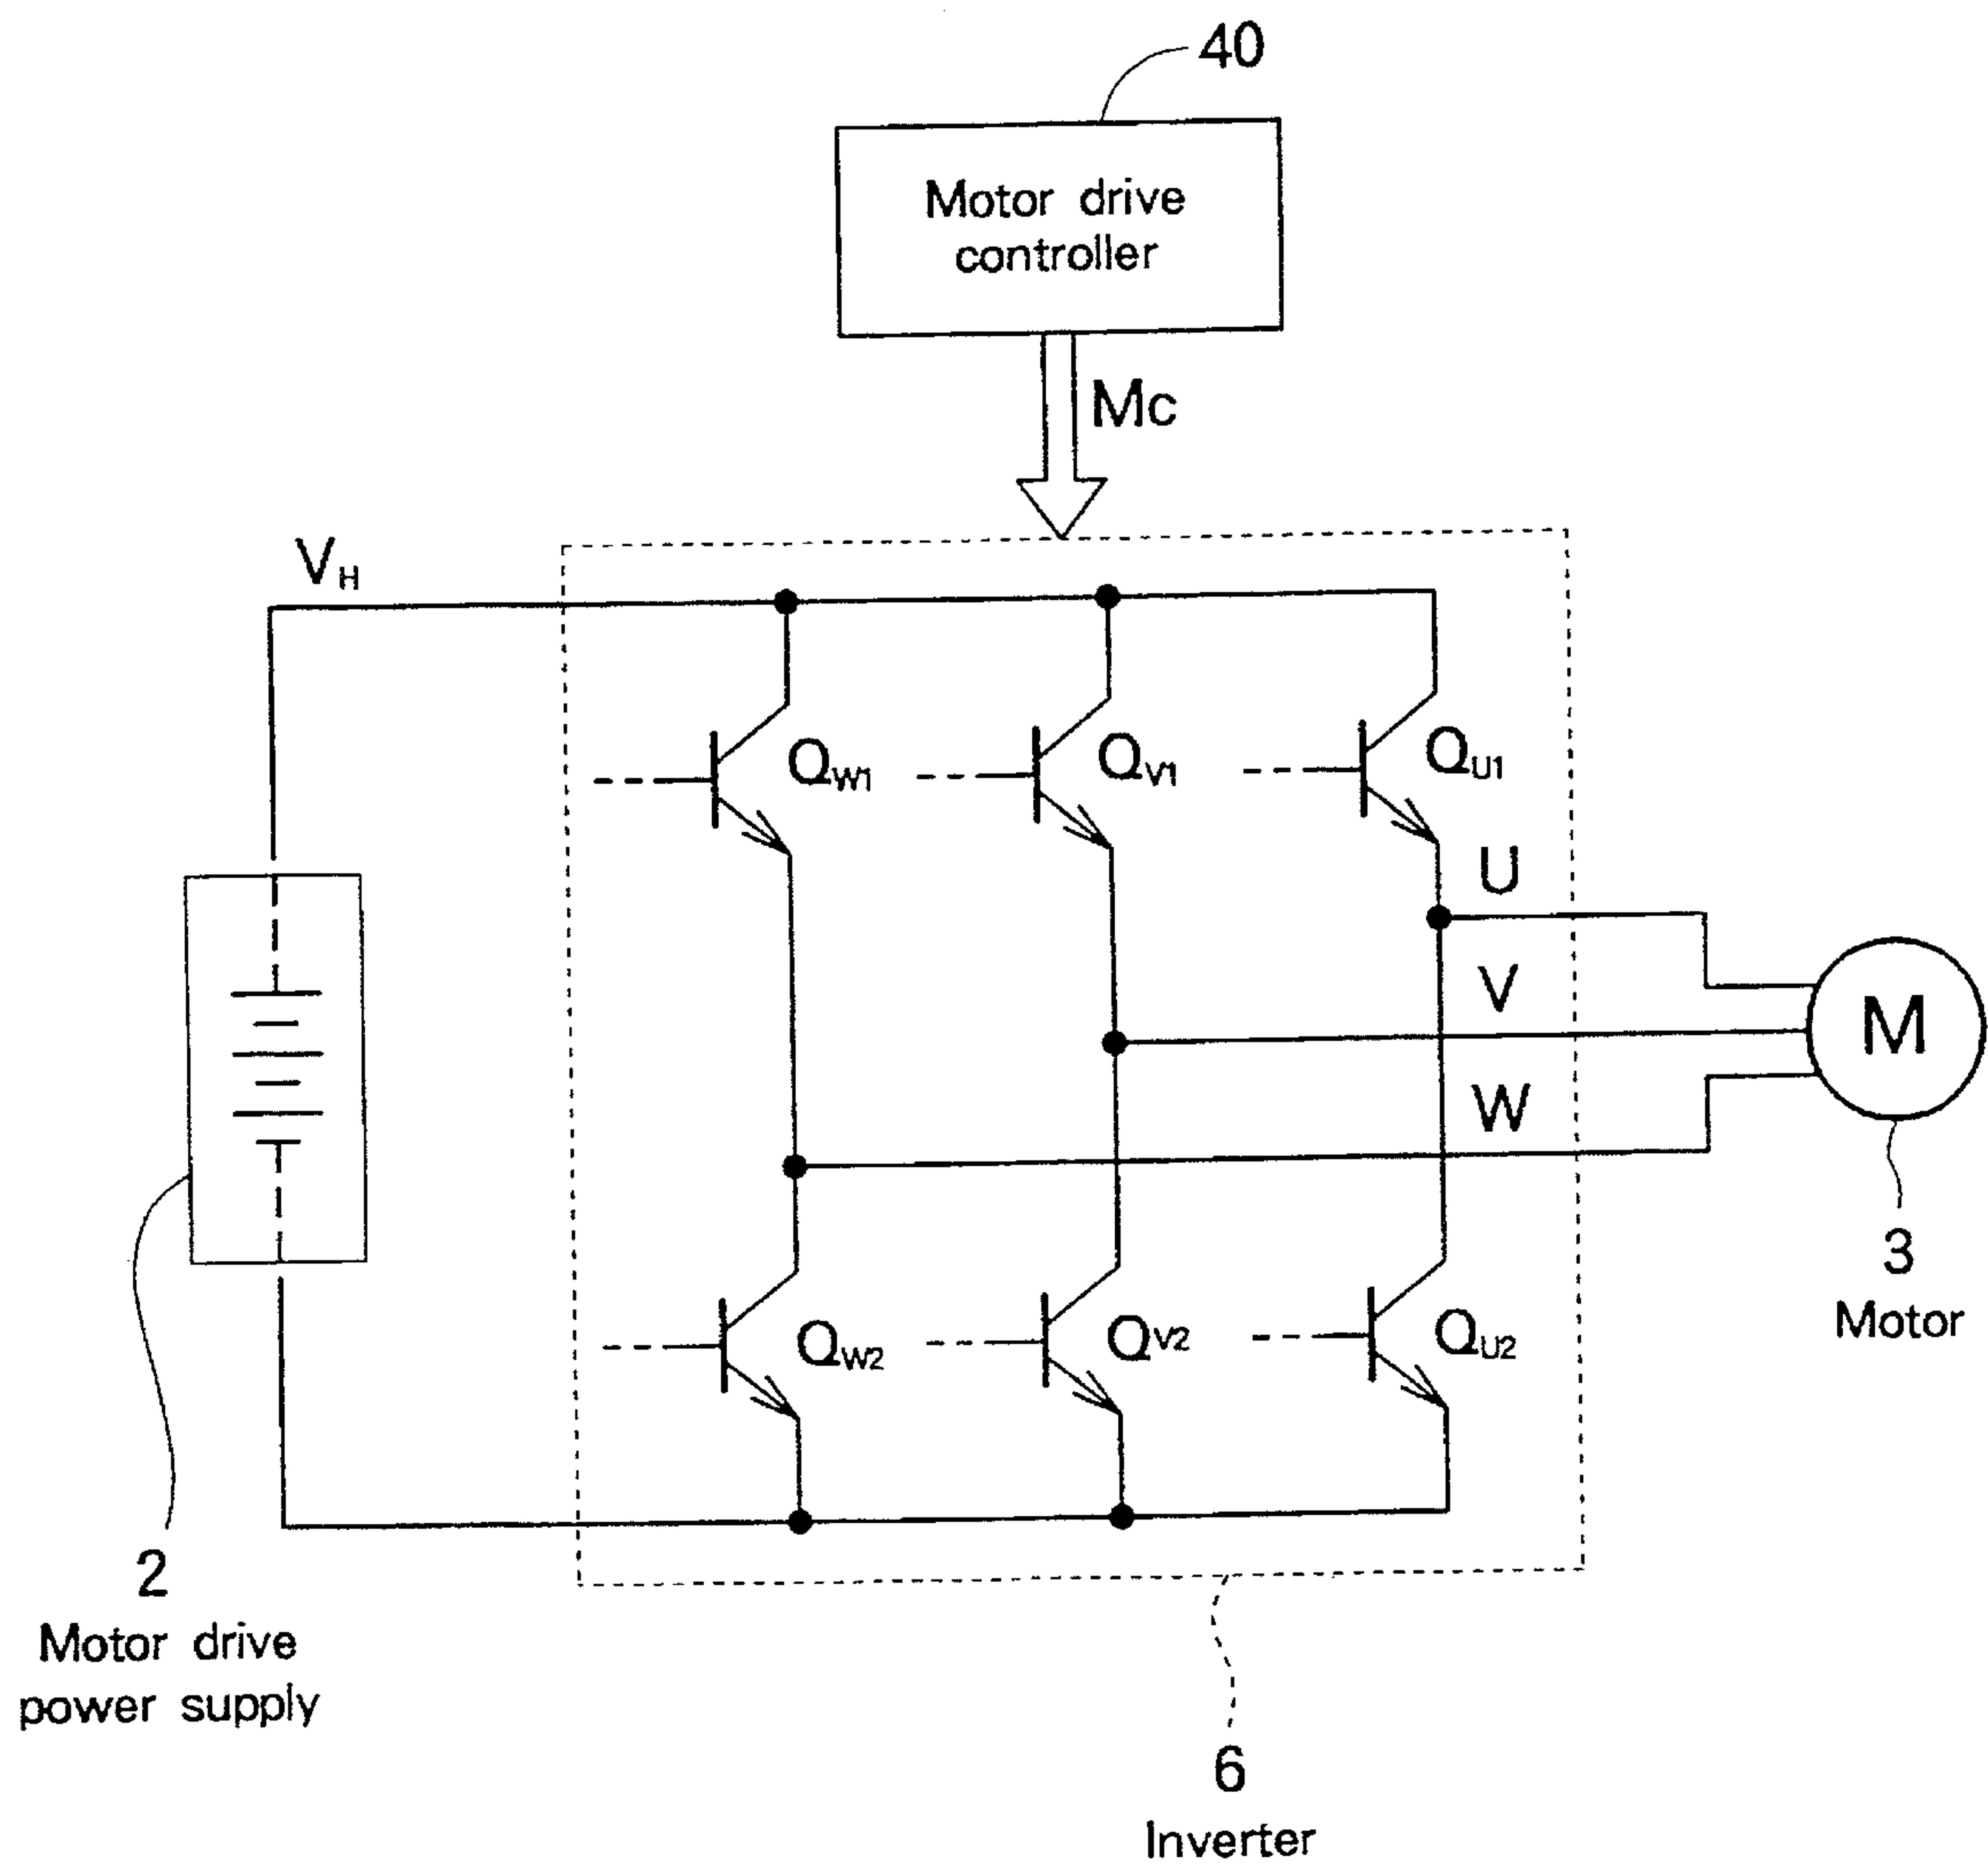 40
Motor drive
controller
Mc
VH
QW1
QV1
QU1
U
V
W
M
3
Motor
QW2
QV2
QU2
2
Motor drive
power supply
6
Inverter